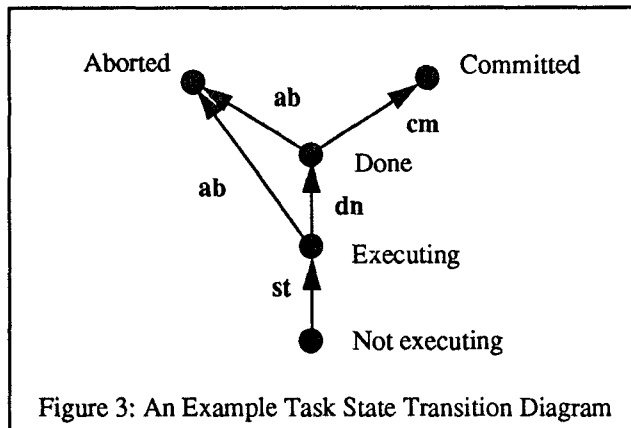 Aborted
Committed
ab
cm
Done
ab
dn
Executing
st
Not executing
Figure 3: An Example Task State Transition Diagram